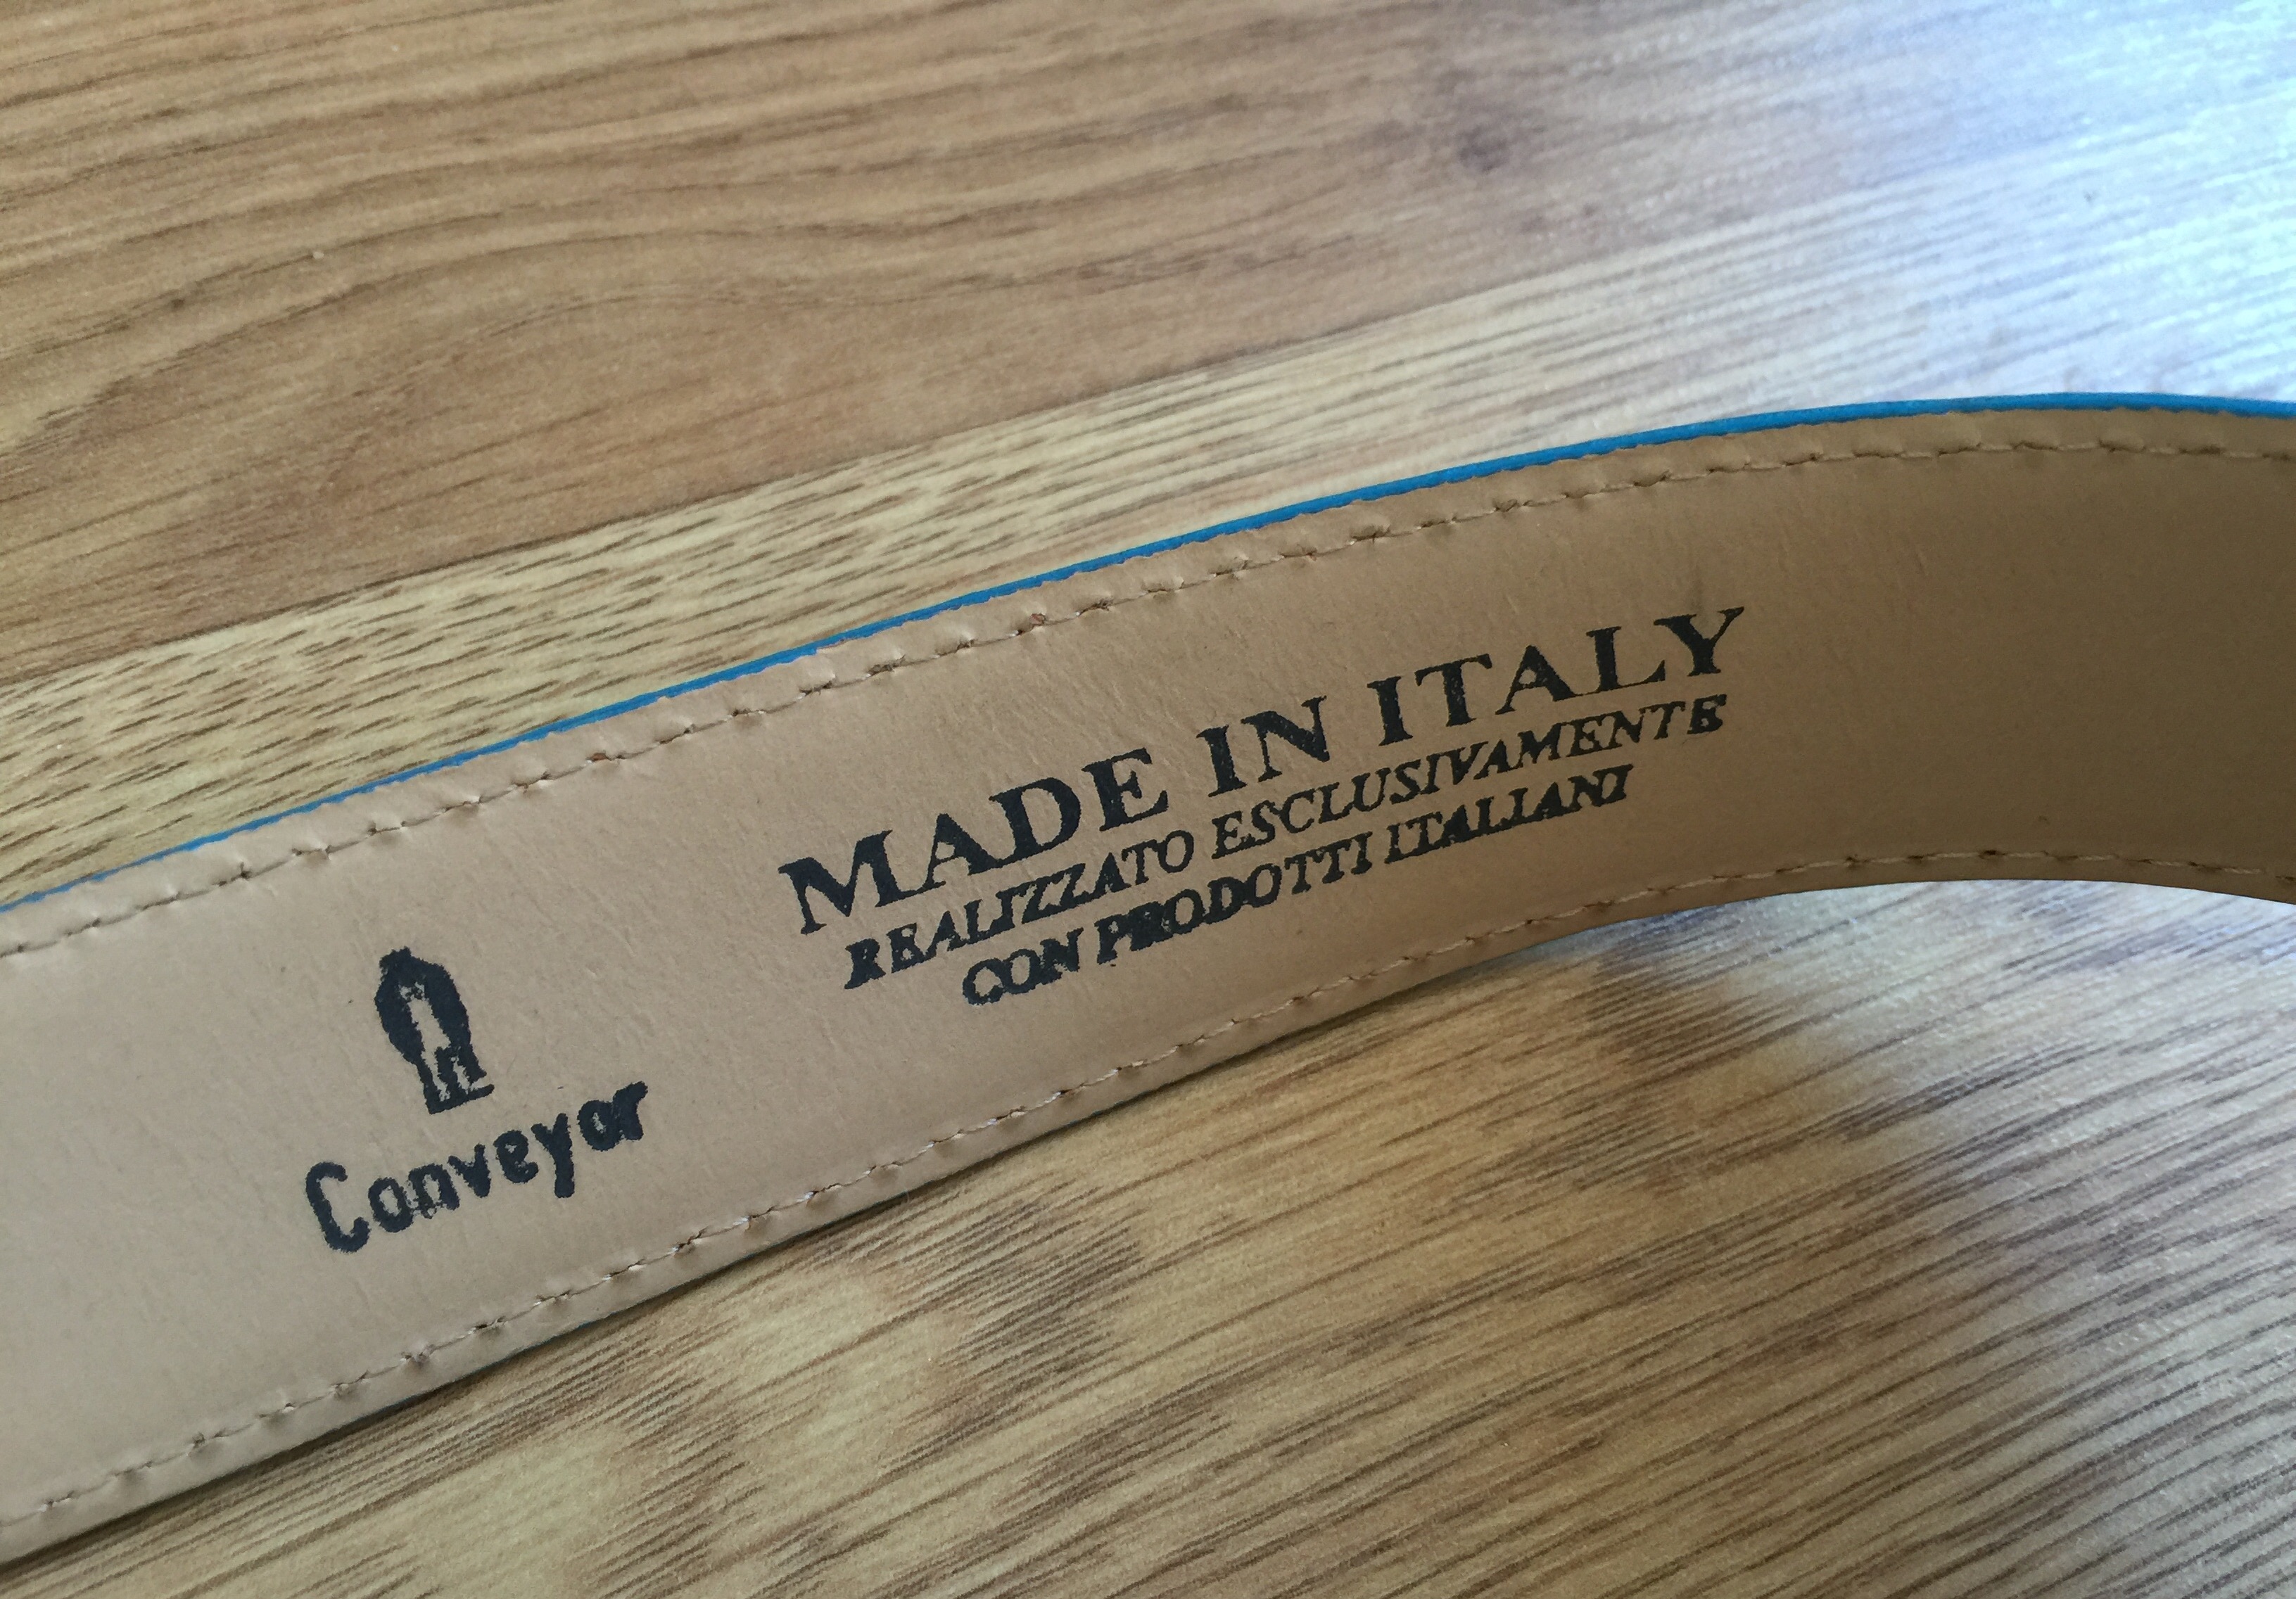 Conveyor
MADE IN ITALY
REALIZZATO ESCLUSIVAMENTE
CON PRODOTTI ITALIANI